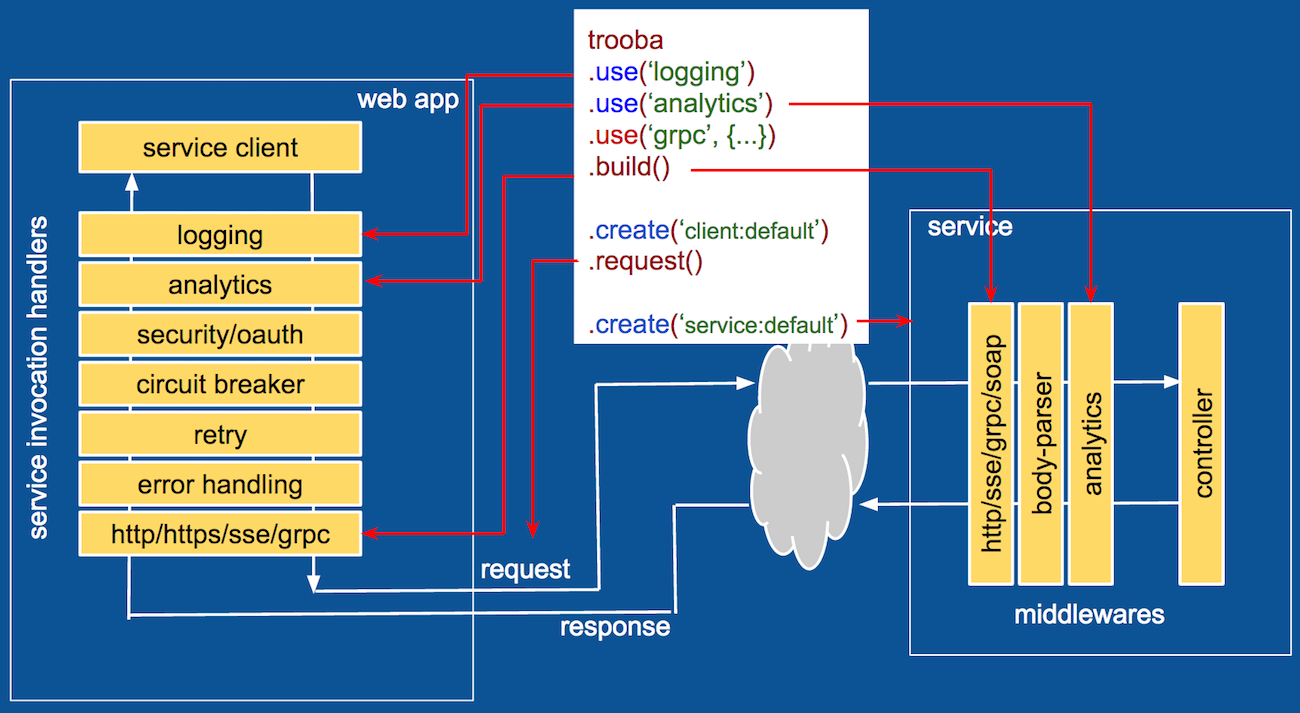 trooba
.use(‘logging’)
.use(‘analytics’)
.use(‘grpc’, {...})
.build()
.create(‘client:default’)
.request()
.create(‘service:default’)
web app
service client
logging
analytics
security/oauth
circuit breaker
retry
error handling
http/https/sse/grpc
service invocation handlers
request
response
service
http/sse/grpc/soap
body-parser
analytics
controller
middlewares